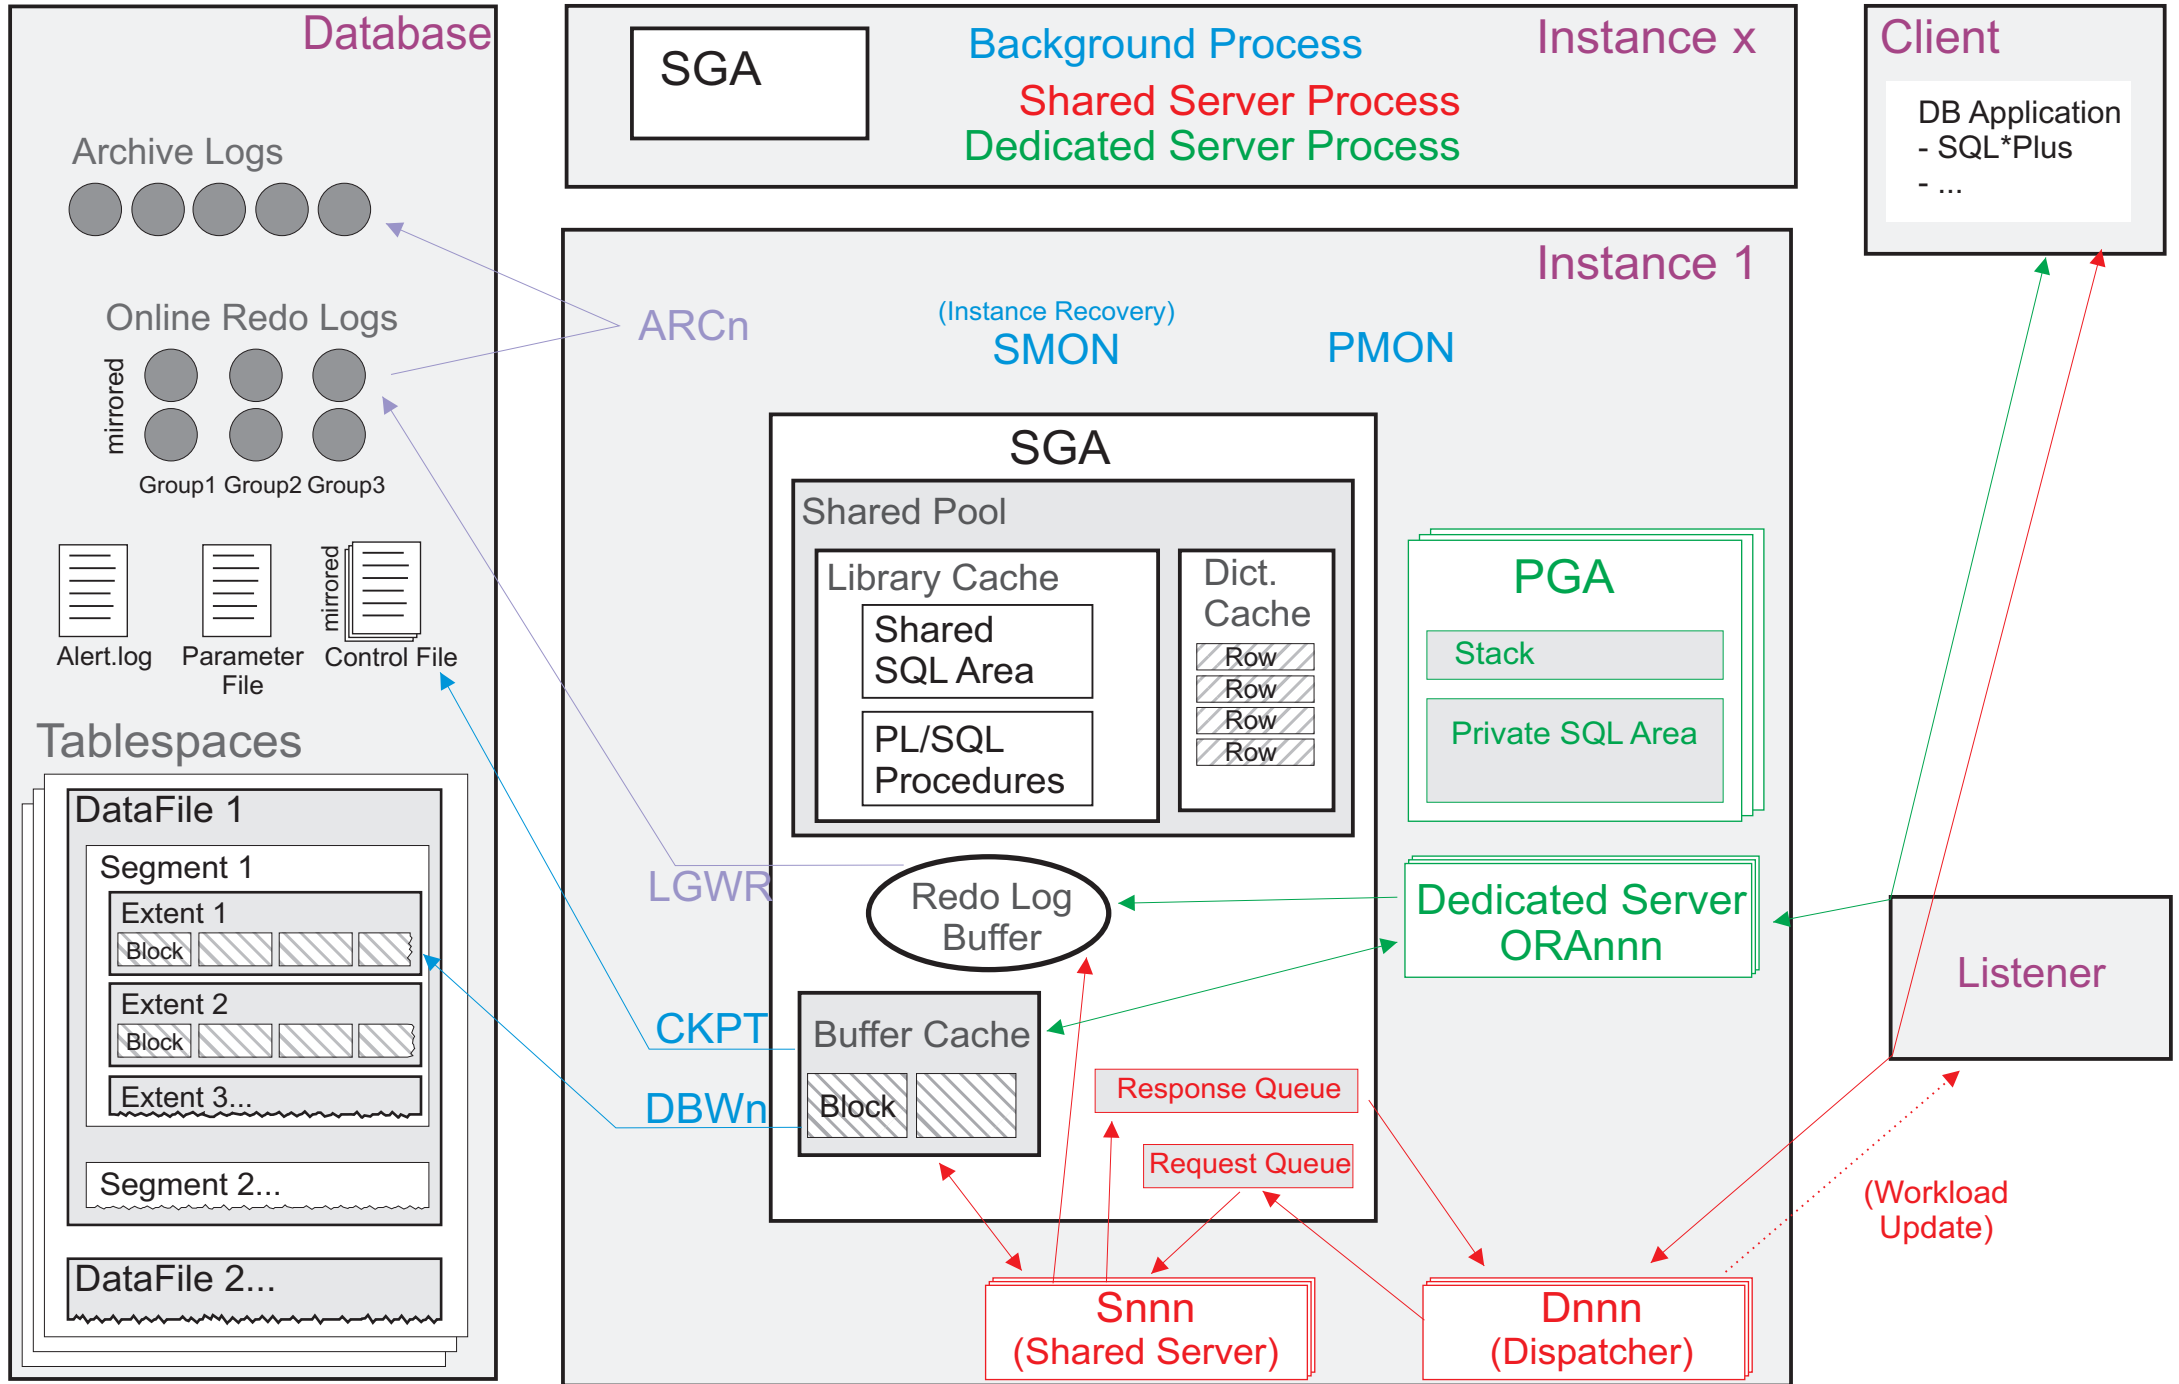 Database
Archive Logs
Online Redo Logs
mirrored
Group1 Group2 Group3
mirrored
Alert.log
Parameter
File
Control File
Tablespaces
DataFile 1
Segment 1
Extent 1
Block
Extent 2
Block
Extent 3...
Segment 2...
DataFile 2...
SGA
Background Process
Shared Server Process
Dedicated Server Process
Instance x
Client
DB Application
- SQL*Plus
- ...
Instance 1
ARCn
(Instance Recovery)
SMON
PMON
SGA
Shared Pool
Library Cache
Shared
SQL Area
PL/SQL
Procedures
Dict.
Cache
Row
Row
Row
Row
PGA
Stack
Private SQL Area
LGWR
Redo Log
Buffer
Dedicated Server
ORAnnn
Listener
CKPT
Buffer Cache
DBWn
Block
Response Queue
Request Queue
(Workload
Update)
Snnn
(Shared Server)
Dnnn
(Dispatcher)